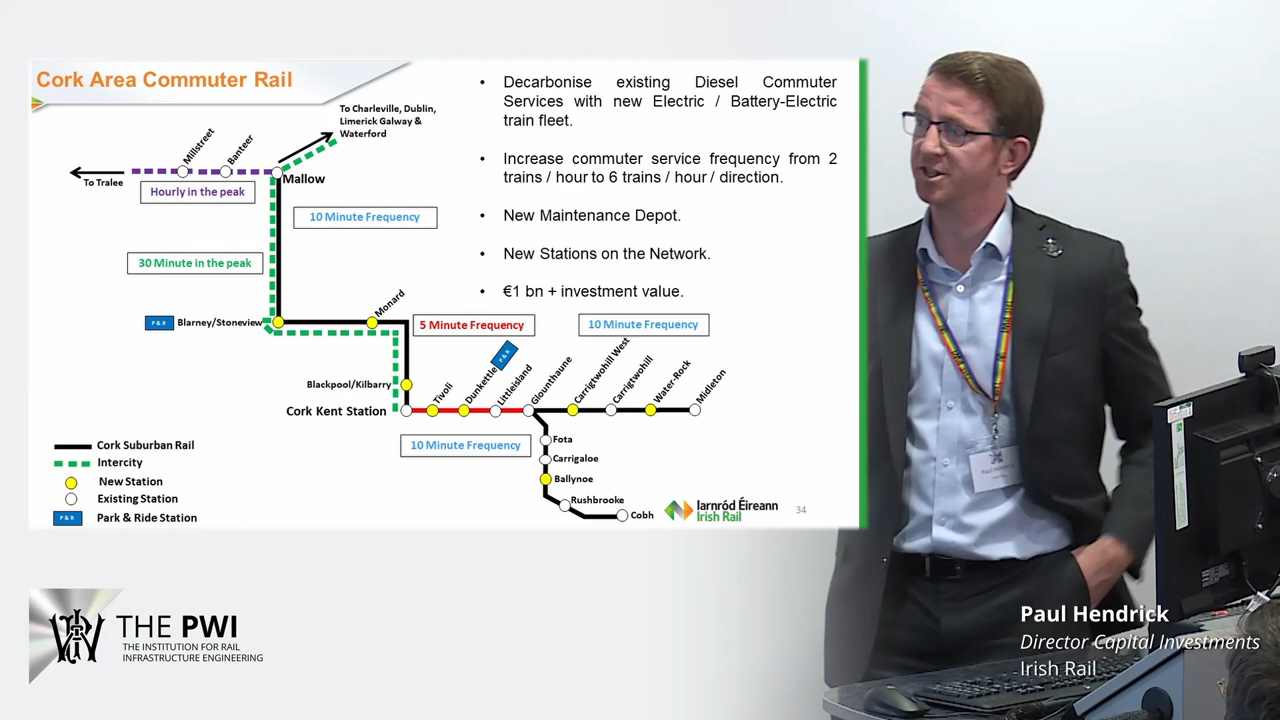 Cork Area Commuter Rail
To Charleville, Dublin,
Limerick Galway &
Waterford
Millstreet
Banteer
To Tralee
Mallow
Hourly in the peak
10 Minute Frequency
30 Minute in the peak
P & R
Blarney/Stoneview
Monard
5 Minute Frequency
10 Minute Frequency
P & R
Blackpool/Kilbarry
Cork Kent Station
Tivoli
Dunkettle
Littleisland
Glounthaune
Carrigtwohill West
Carrigtwohill
Water-Rock
Midleton
10 Minute Frequency
Fota
Carrigaloe
Ballynoe
Rushbrooke
Cobh
Cork Suburban Rail
Intercity
New Station
Existing Station
P & R
Park & Ride Station
• Decarbonise existing Diesel Commuter
Services with new Electric / Battery-Electric
train fleet.
• Increase commuter service frequency from 2
trains / hour to 6 trains / hour / direction.
• New Maintenance Depot.
• New Stations on the Network.
• €1 bn + investment value.
Iarnród Éireann
Irish Rail
34
THE PWI
THE INSTITUTION FOR RAIL
INFRASTRUCTURE ENGINEERING
Paul Hendrick
Paul Hendrick
Director Capital Investments
Irish Rail